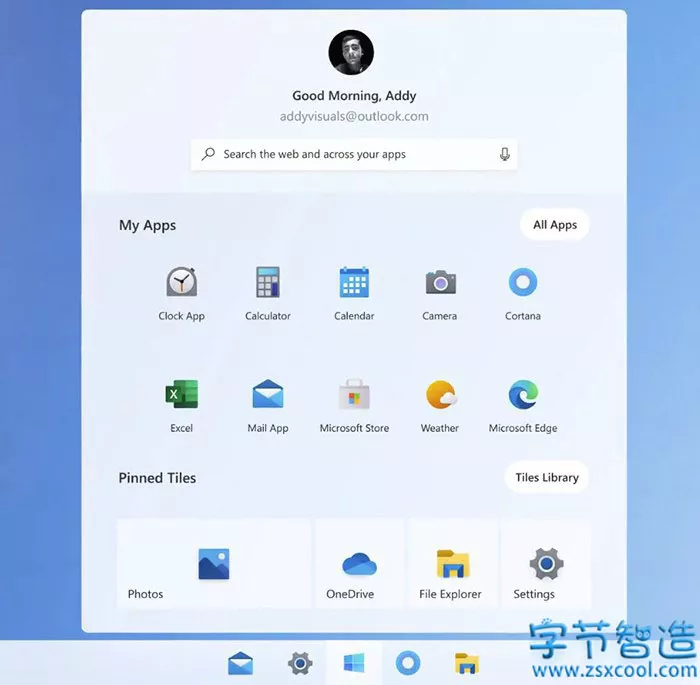 Good Morning, Addy
addyvisuals@outlook.com
Search the web and across your apps
My Apps
All Apps
Clock App
Calculator
Calendar
Camera
Cortana
Excel
Mail App
Microsoft Store
Weather
Microsoft Edge
Pinned Tiles
Tiles Library
Photos
OneDrive
File Explorer
Settings
字节智造
www.zsxcool.com